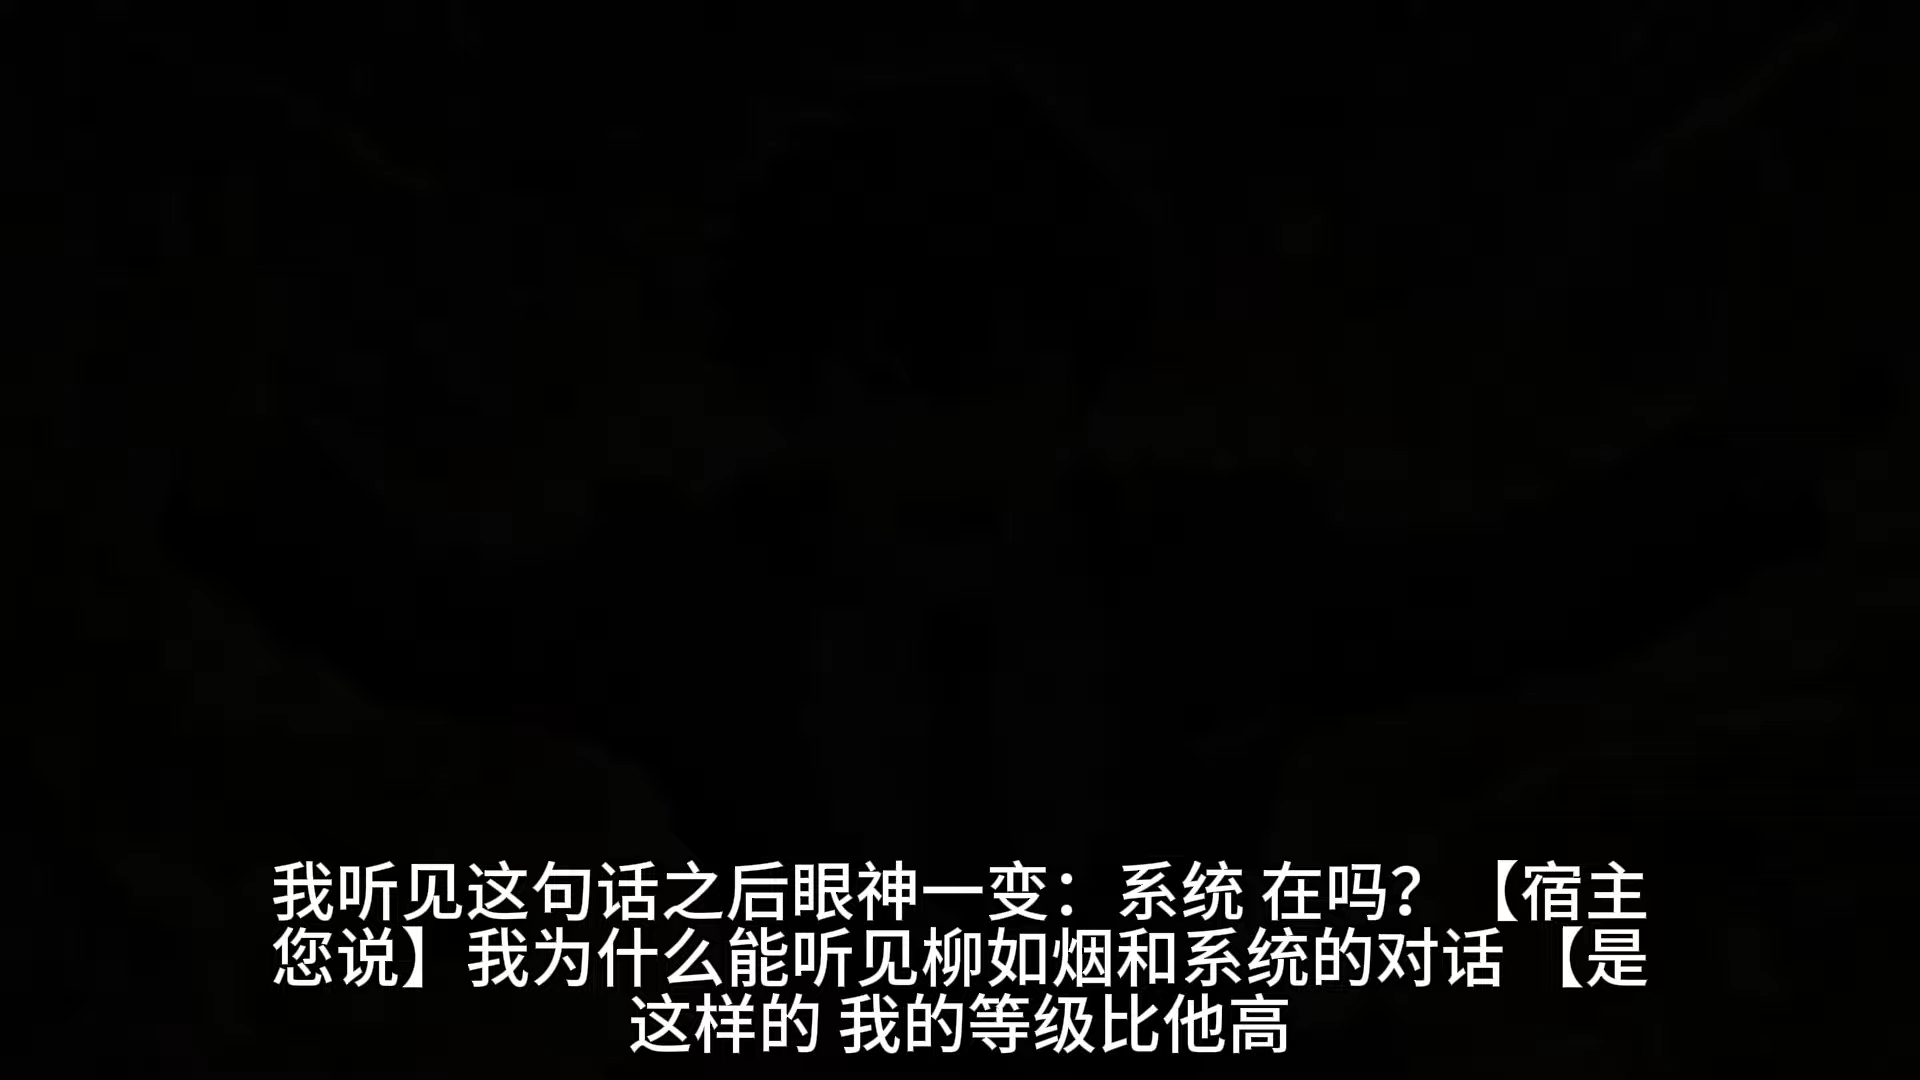 我听见这句话之后眼神一变：系统 在吗？【宿主
您说】我为什么能听见柳如烟和系统的对话 【是
这样的 我的等级比他高